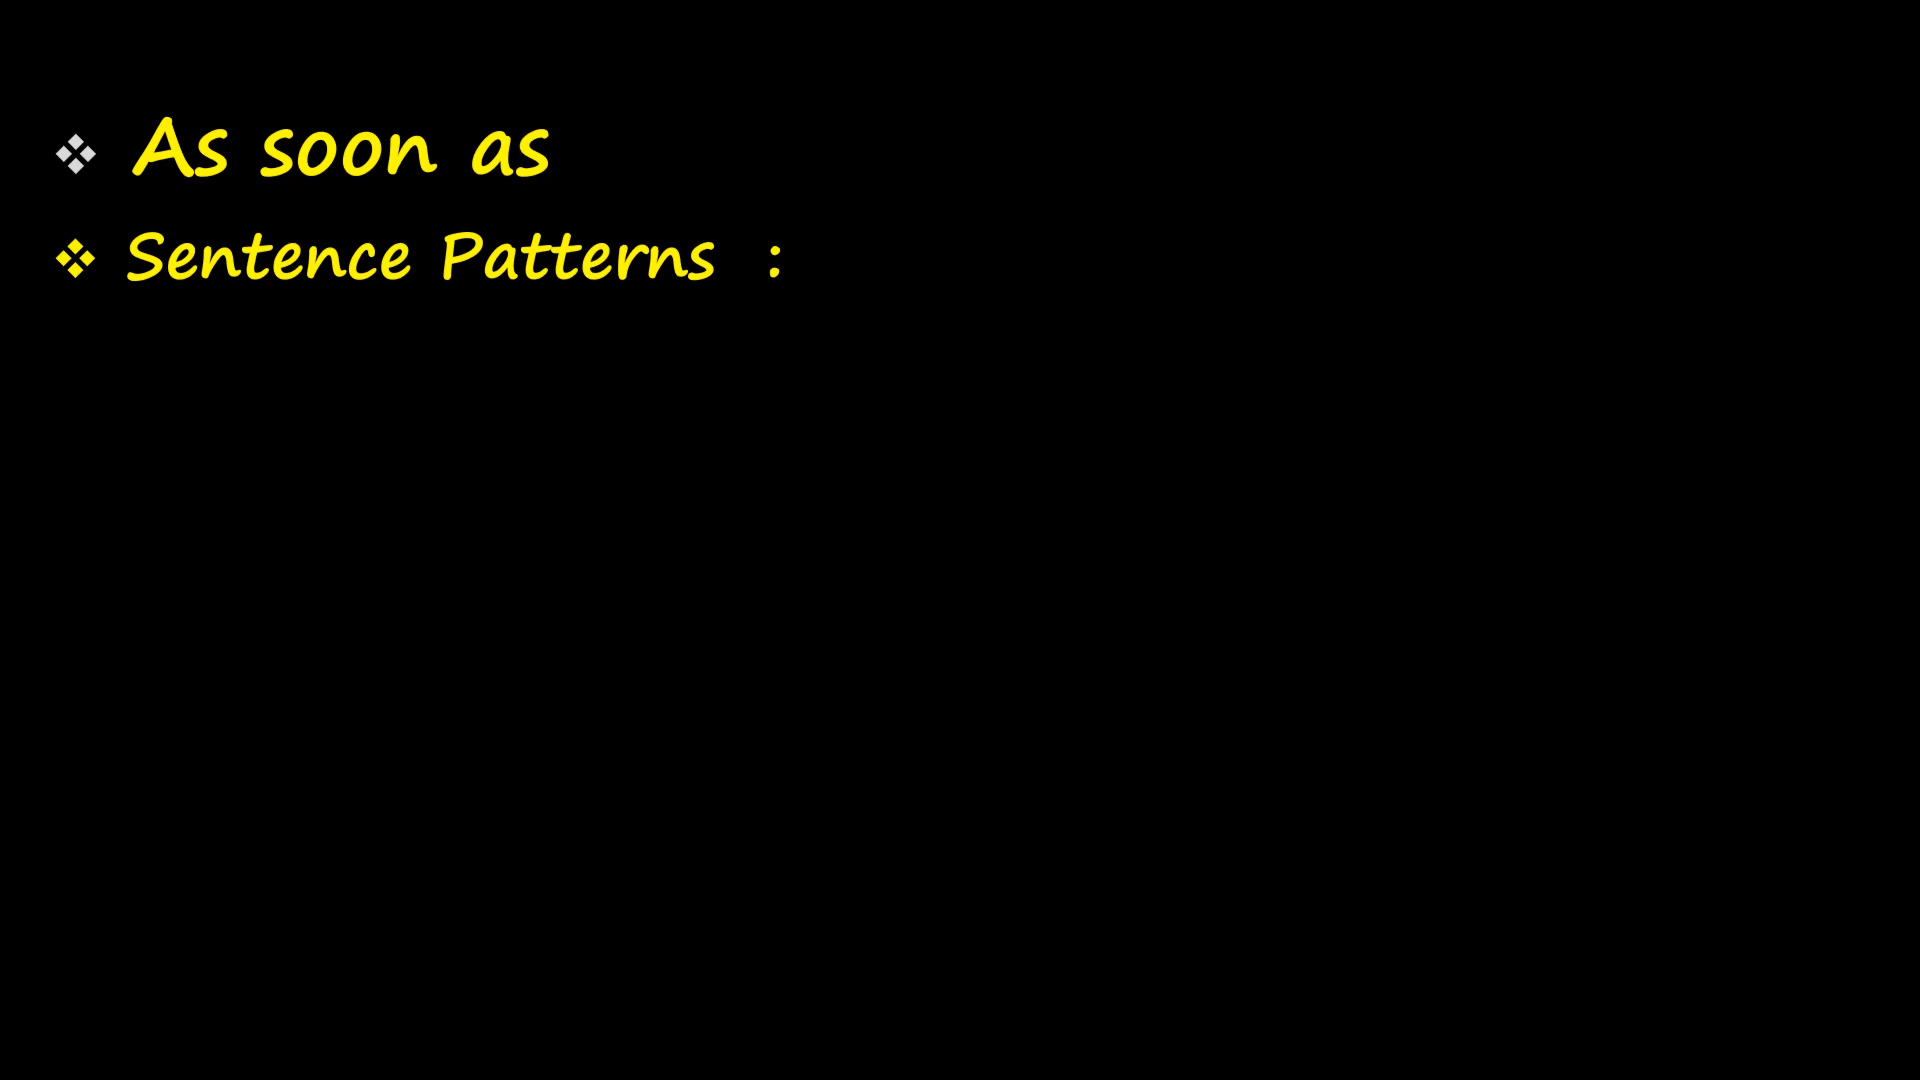 ❖ As soon as
❖ Sentence Patterns :